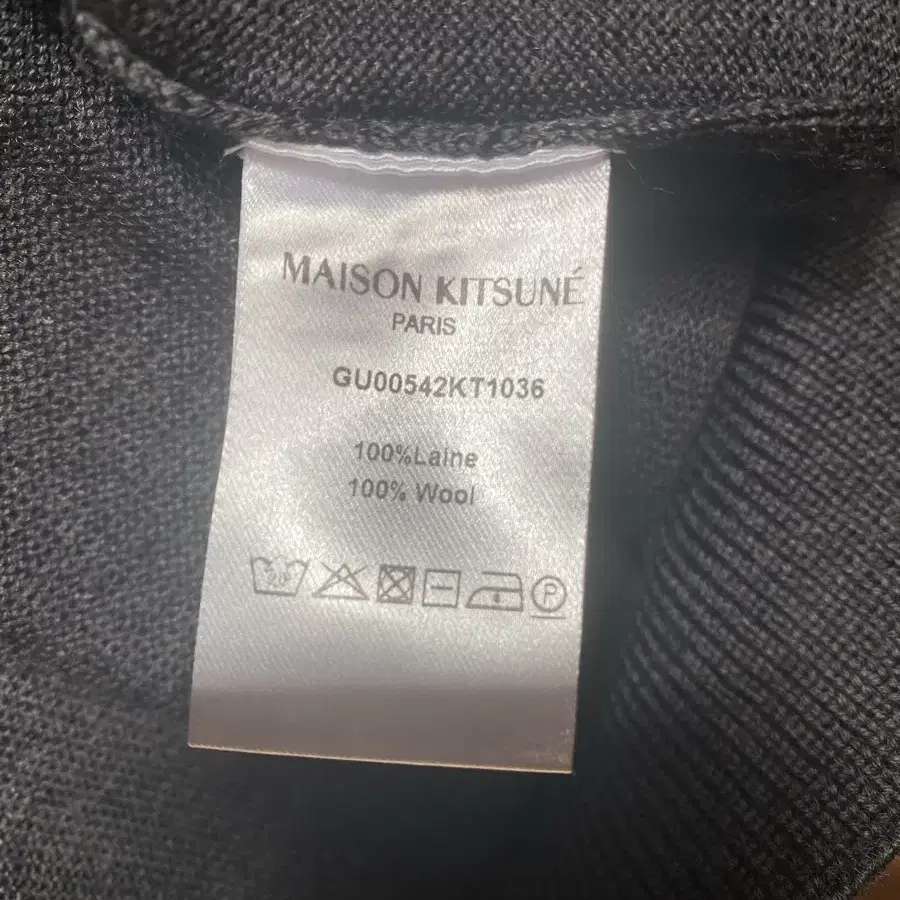 MAISON KITSUNÉ
PARIS
GU00542KT1036
100%Laine
100% Wool
P